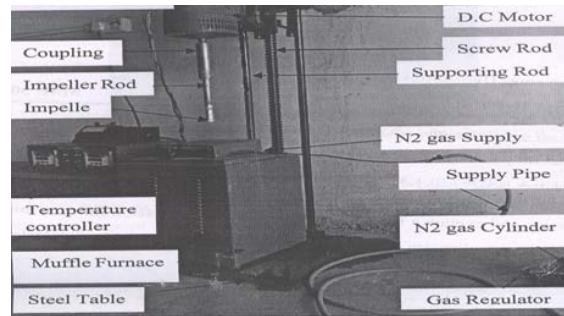 D.C Motor
Coupling
Screw Rod
Impeller Rod
Supporting Rod
Impelle
N2 gas Supply
Supply Pipe
Temperature
controller
N2 gas Cylinder
Muffle Furnace
Steel Table
Gas Regulator